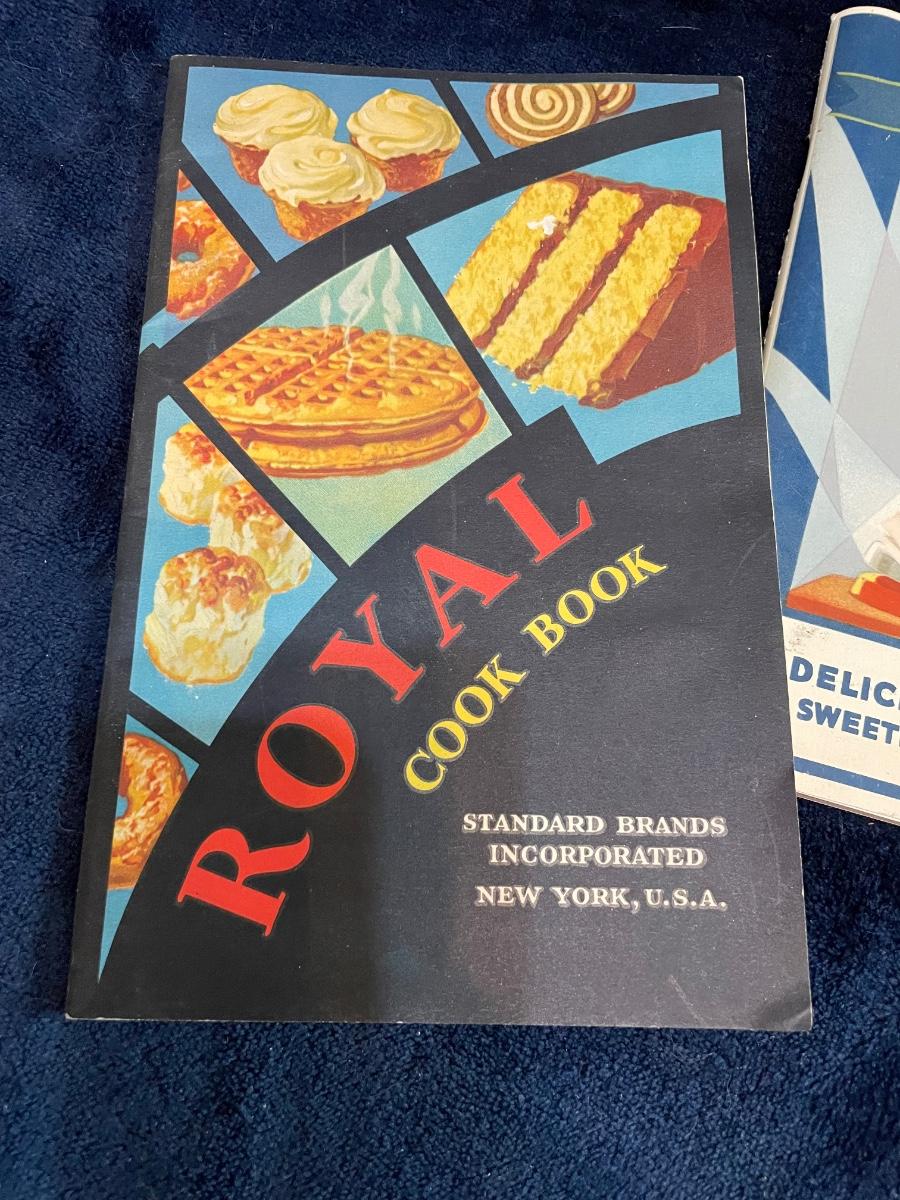 ROYAL
COOK BOOK
STANDARD BRANDS
INCORPORATED
NEW YORK, U.S.A.